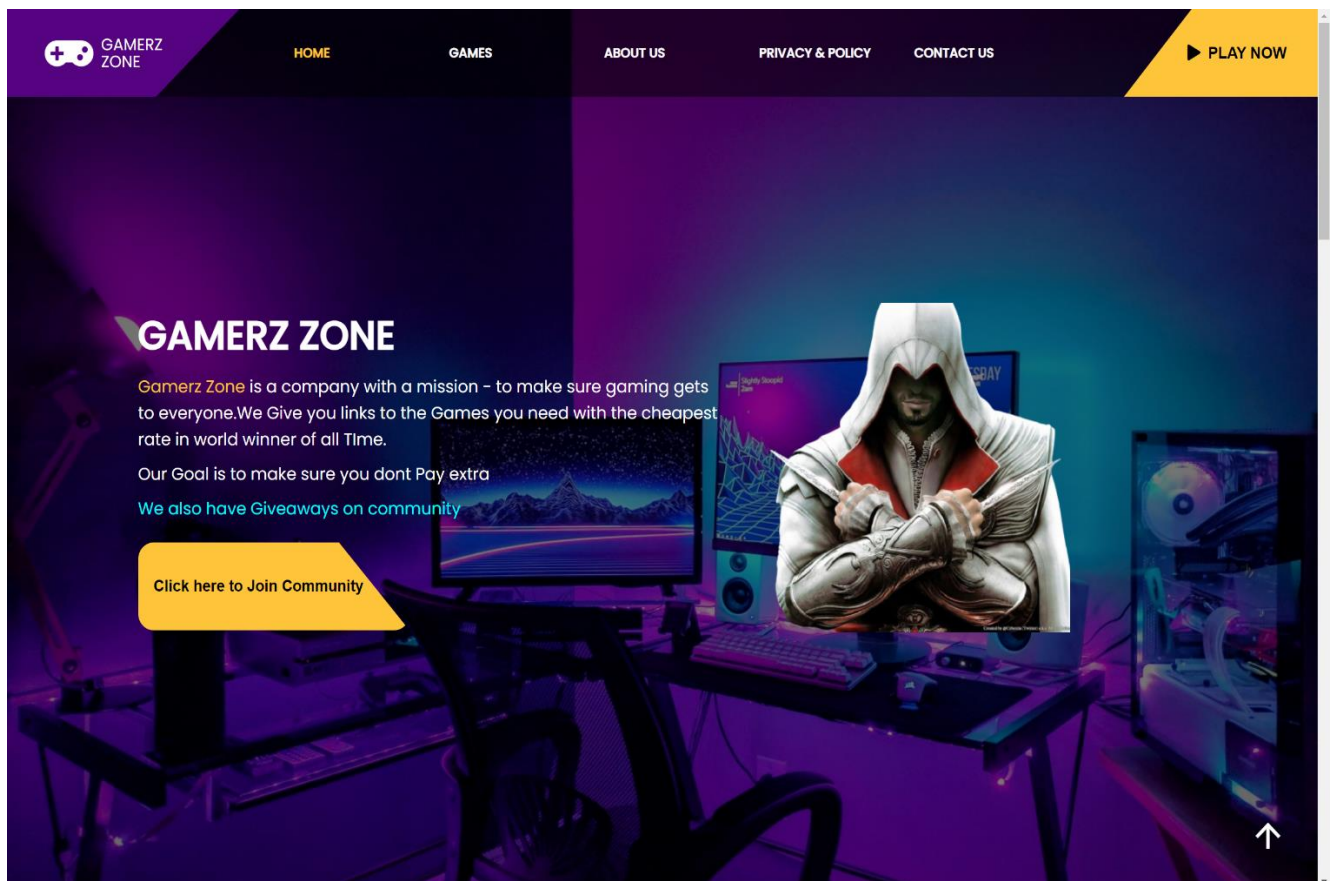 GAMERZ
ZONE
HOME
GAMES
ABOUT US
PRIVACY & POLICY
CONTACT US
PLAY NOW
GAMERZ ZONE
Gamerz Zone is a company with a mission - to make sure gaming gets
to everyone.We Give you links to the Games you need with the cheapest
rate in world winner of all TIme.
Our Goal is to make sure you dont Pay extra
We also have Giveaways on community
Click here to Join Community
Slightly Stoopid